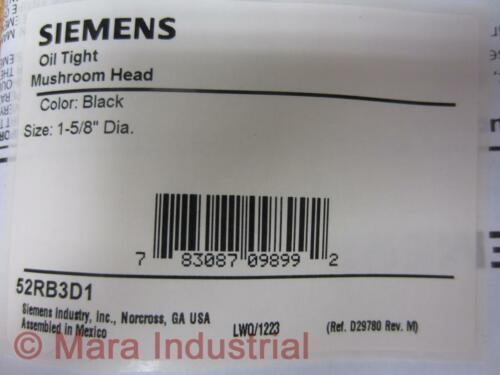 SIEMENS
Oil Tight
Mushroom Head
Color: Black
Size: 1-5/8" Dia.
7 83087 09899 2
52RB3D1
Siemens Industry, Inc., Norcross, GA USA
Assembled in Mexico
LWO/1223
(Ref. D29780 Rev. M)
© Mara Industrial